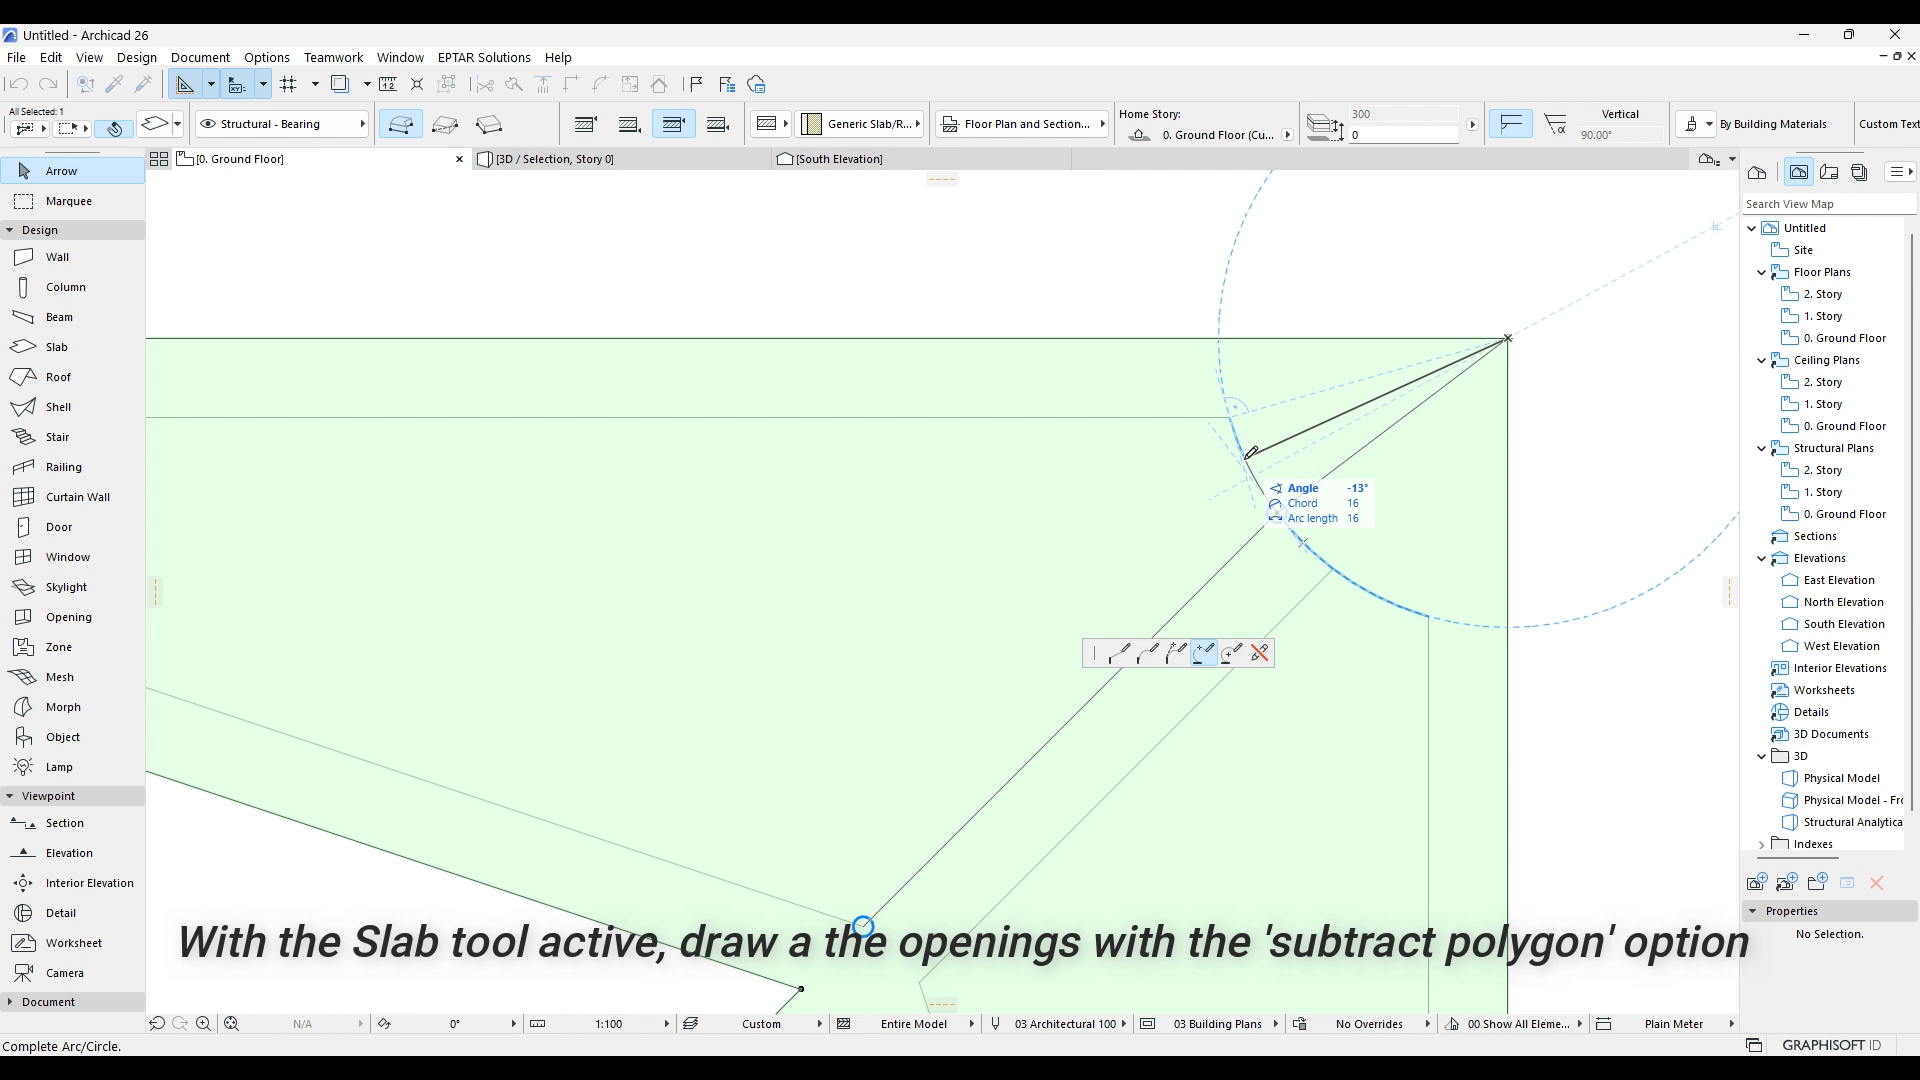 Untitled - Archicad 26
File Edit View Design Document Options Teamwork Window EPTAR Solutions Help
All Selected: 1
Structural - Bearing
Generic Slab/R...
Floor Plan and Section...
Home Story:
0. Ground Floor (Cu...
300
0
Vertical
90.00°
By Building Materials
Custom Text
[0. Ground Floor]
[3D / Selection, Story 0]
[South Elevation]
Arrow
Marquee
Design
Wall
Column
Beam
Slab
Roof
Shell
Stair
Railing
Curtain Wall
Door
Window
Skylight
Opening
Zone
Mesh
Morph
Object
Lamp
Viewpoint
Section
Elevation
Interior Elevation
Detail
Worksheet
Camera
Document
Angle -13°
Chord 16
Arc length 16
With the Slab tool active, draw a the openings with the 'subtract polygon' option
Search View Map
Untitled
Site
Floor Plans
2. Story
1. Story
0. Ground Floor
Ceiling Plans
2. Story
1. Story
0. Ground Floor
Structural Plans
2. Story
1. Story
0. Ground Floor
Sections
Elevations
East Elevation
North Elevation
South Elevation
West Elevation
Interior Elevations
Worksheets
Details
3D Documents
3D
Physical Model
Physical Model - Fr
Structural Analytica
Indexes
Properties
No Selection.
N/A
0°
1:100
Custom
Entire Model
03 Architectural 100
03 Building Plans
No Overrides
00 Show All Eleme...
Plain Meter
Complete Arc/Circle.
GRAPHISOFT ID